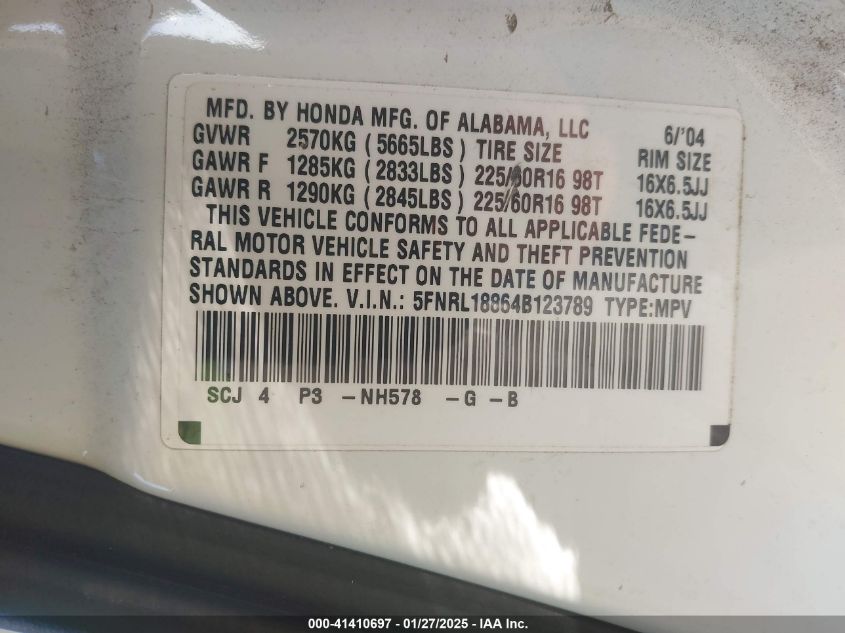 MFD. BY HONDA MFG. OF ALABAMA, LLC 6/'04
GVWR 2570KG (5665LBS) TIRE SIZE RIM SIZE
GAWR F 1285KG (2833LBS) 225/60R16 98T 16X6.5JJ
GAWR R 1290KG (2845LBS) 225/60R16 98T 16X6.5JJ
THIS VEHICLE CONFORMS TO ALL APPLICABLE FEDE-
RAL MOTOR VEHICLE SAFETY AND THEFT PREVENTION
STANDARDS IN EFFECT ON THE DATE OF MANUFACTURE
SHOWN ABOVE. V.I.N.: 5FNRL18864B123789 TYPE:MPV
SCJ 4 P3 -NH578 -G -B
000-41410697 - 01/27/2025 - IAA Inc.